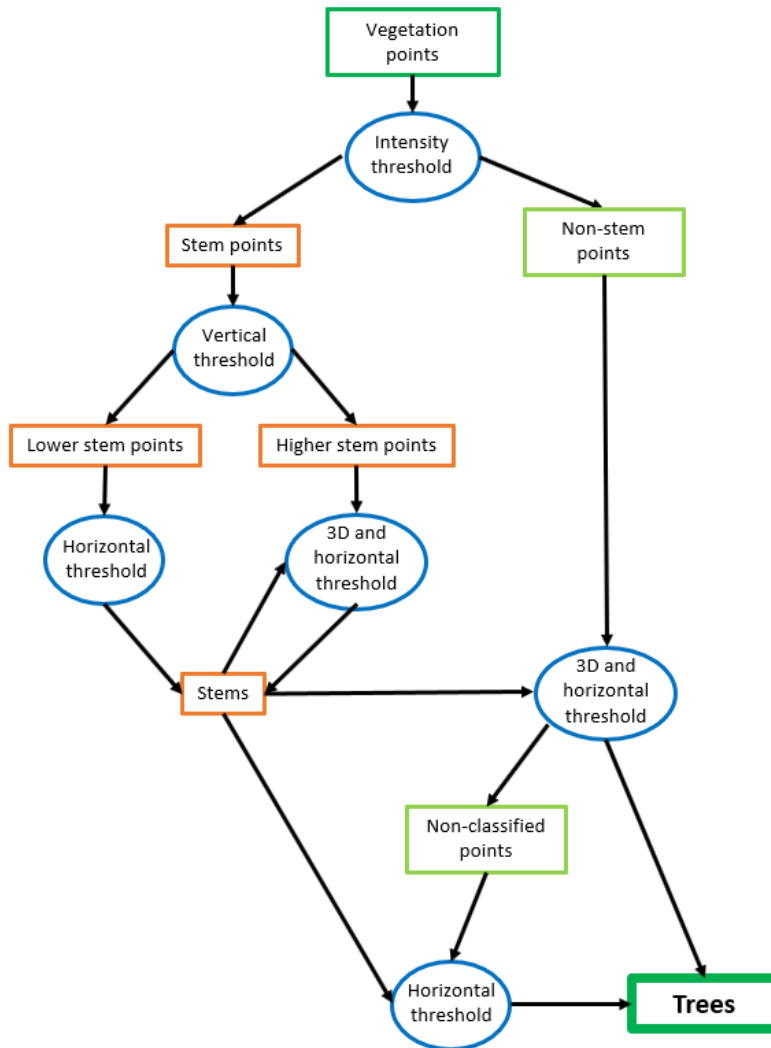 Vegetation
points
Intensity
threshold
Stem points
Non-stem
points
Vertical
threshold
Lower stem points
Higher stem points
Horizontal
threshold
3D and
horizontal
threshold
Stems
3D and
horizontal
threshold
Non-classified
points
Horizontal
threshold
Trees